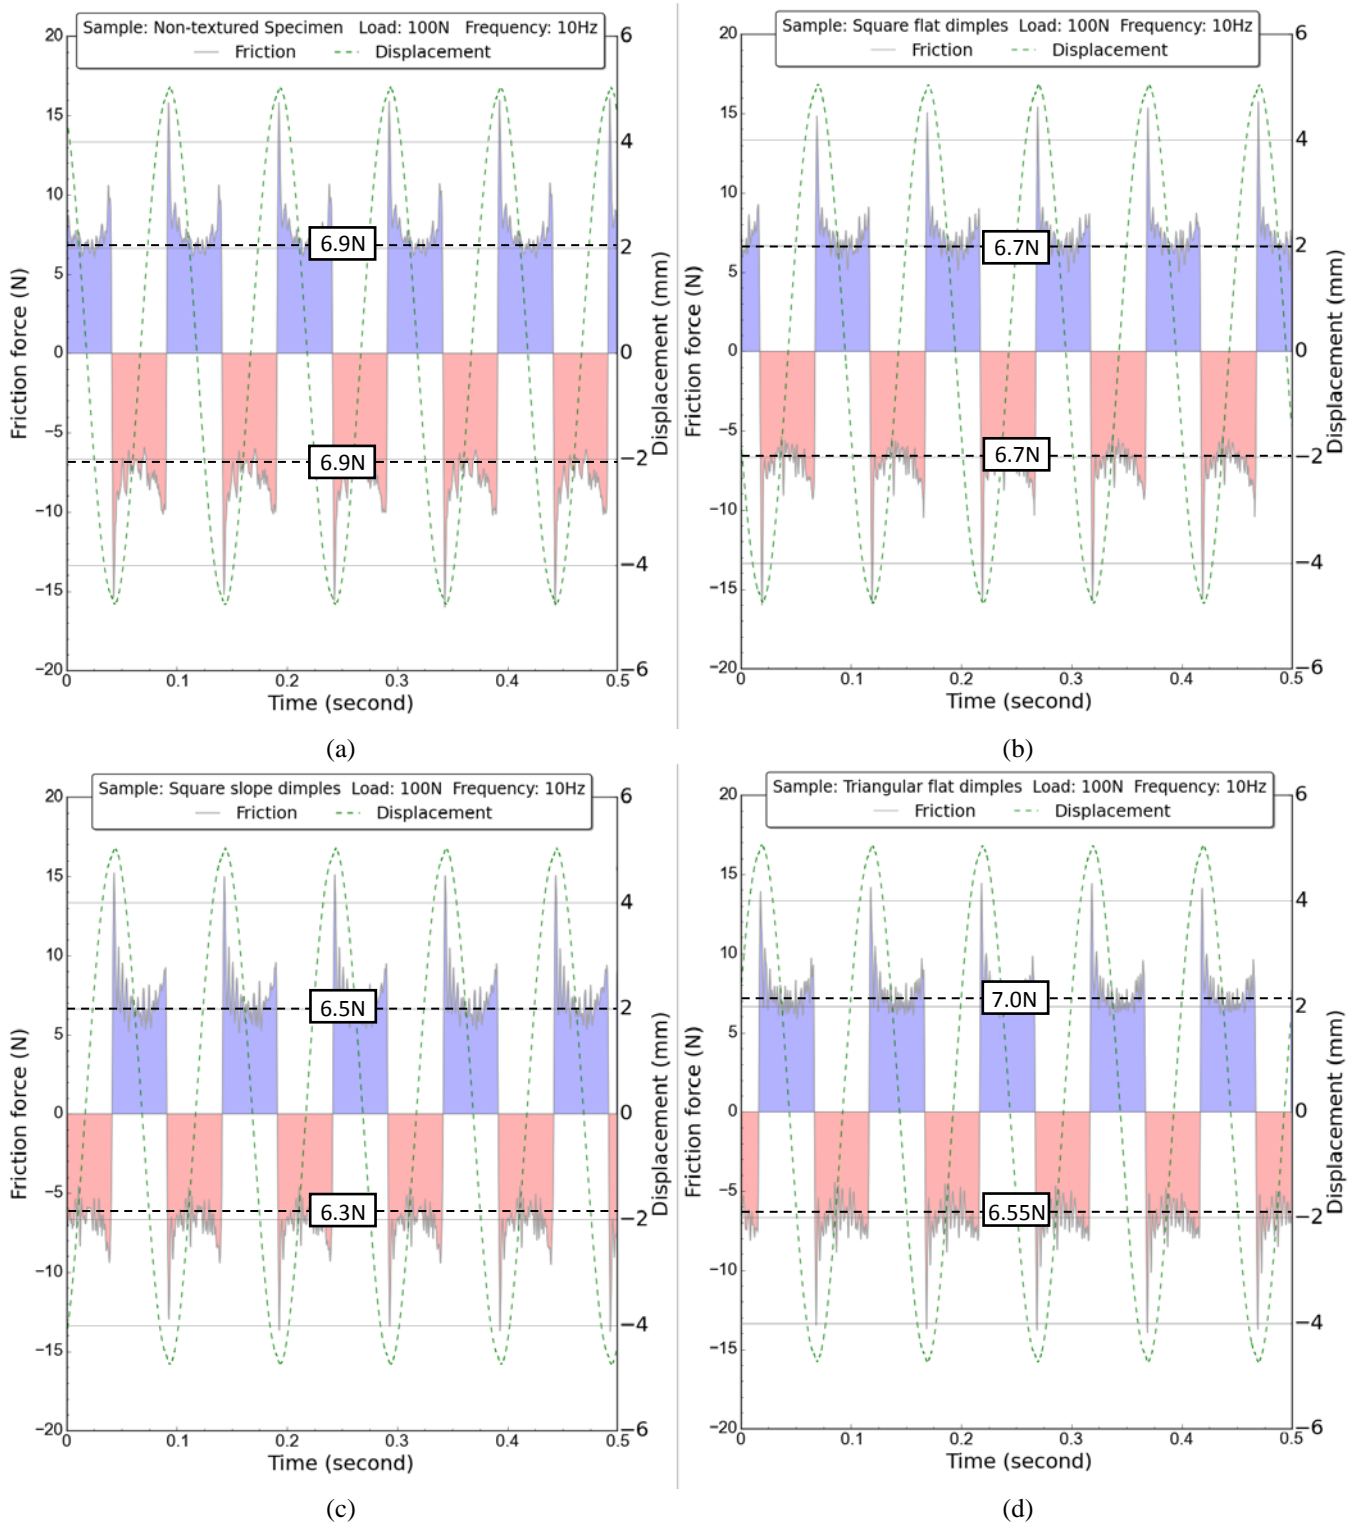 Sample: Non-textured Specimen Load: 100N Frequency: 10Hz
Friction Displacement
20
15
10
5
0
−5
−10
−15
−20
Friction force (N)
6.9N
6.9N
6
4
2
0
−2
−4
−6
Displacement (mm)
0 0.1 0.2 0.3 0.4 0.5
Time (second)
(a)
Sample: Square flat dimples Load: 100N Frequency: 10Hz
Friction Displacement
20
15
10
5
0
−5
−10
−15
−20
Friction force (N)
6.7N
6.7N
6
4
2
0
−2
−4
−6
Displacement (mm)
0 0.1 0.2 0.3 0.4 0.5
Time (second)
(b)
Sample: Square slope dimples Load: 100N Frequency: 10Hz
Friction Displacement
20
15
10
5
0
−5
−10
−15
−20
Friction force (N)
6.5N
6.3N
6
4
2
0
−2
−4
−6
Displacement (mm)
0 0.1 0.2 0.3 0.4 0.5
Time (second)
(c)
Sample: Triangular flat dimples Load: 100N Frequency: 10Hz
Friction Displacement
20
15
10
5
0
−5
−10
−15
−20
Friction force (N)
7.0N
6.55N
6
4
2
0
−2
−4
−6
Displacement (mm)
0 0.1 0.2 0.3 0.4 0.5
Time (second)
(d)